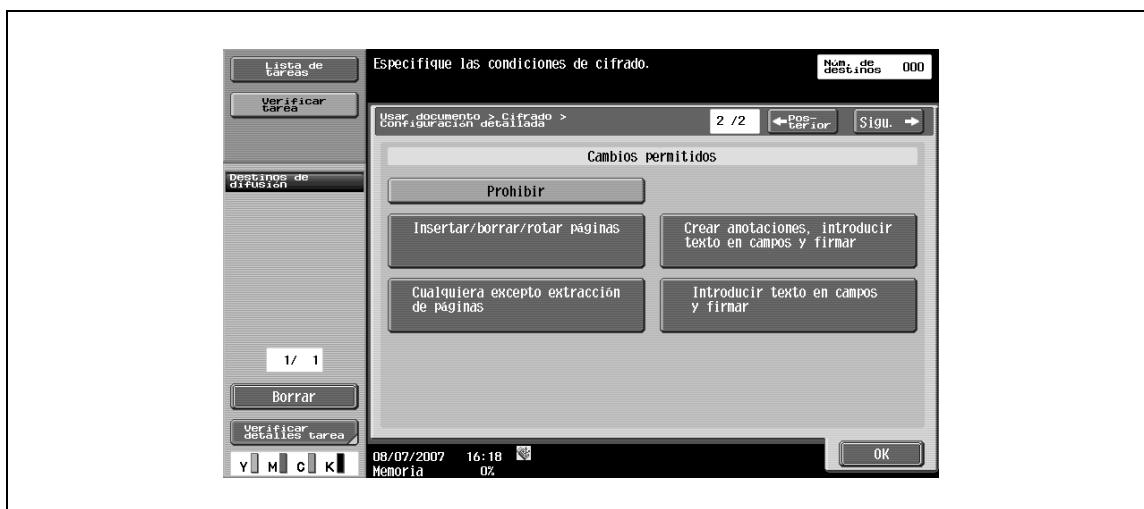 Lista de
tareas
Verificar
tarea
Destinos de
difusión
1/ 1
Borrar
Verificar
detalles tarea
Y M C K
Especifique las condiciones de cifrado.
Núm. de
destinos 000
Usar documento > Cifrado >
Configuración detallada
2 /2
←Pos-
terior
Sigu. →
Cambios permitidos
Prohibir
Insertar/borrar/rotar páginas
Crear anotaciones, introducir
texto en campos y firmar
Cualquiera excepto extracción
de páginas
Introducir texto en campos
y firmar
08/07/2007 16:18
Memoria 0%
OK